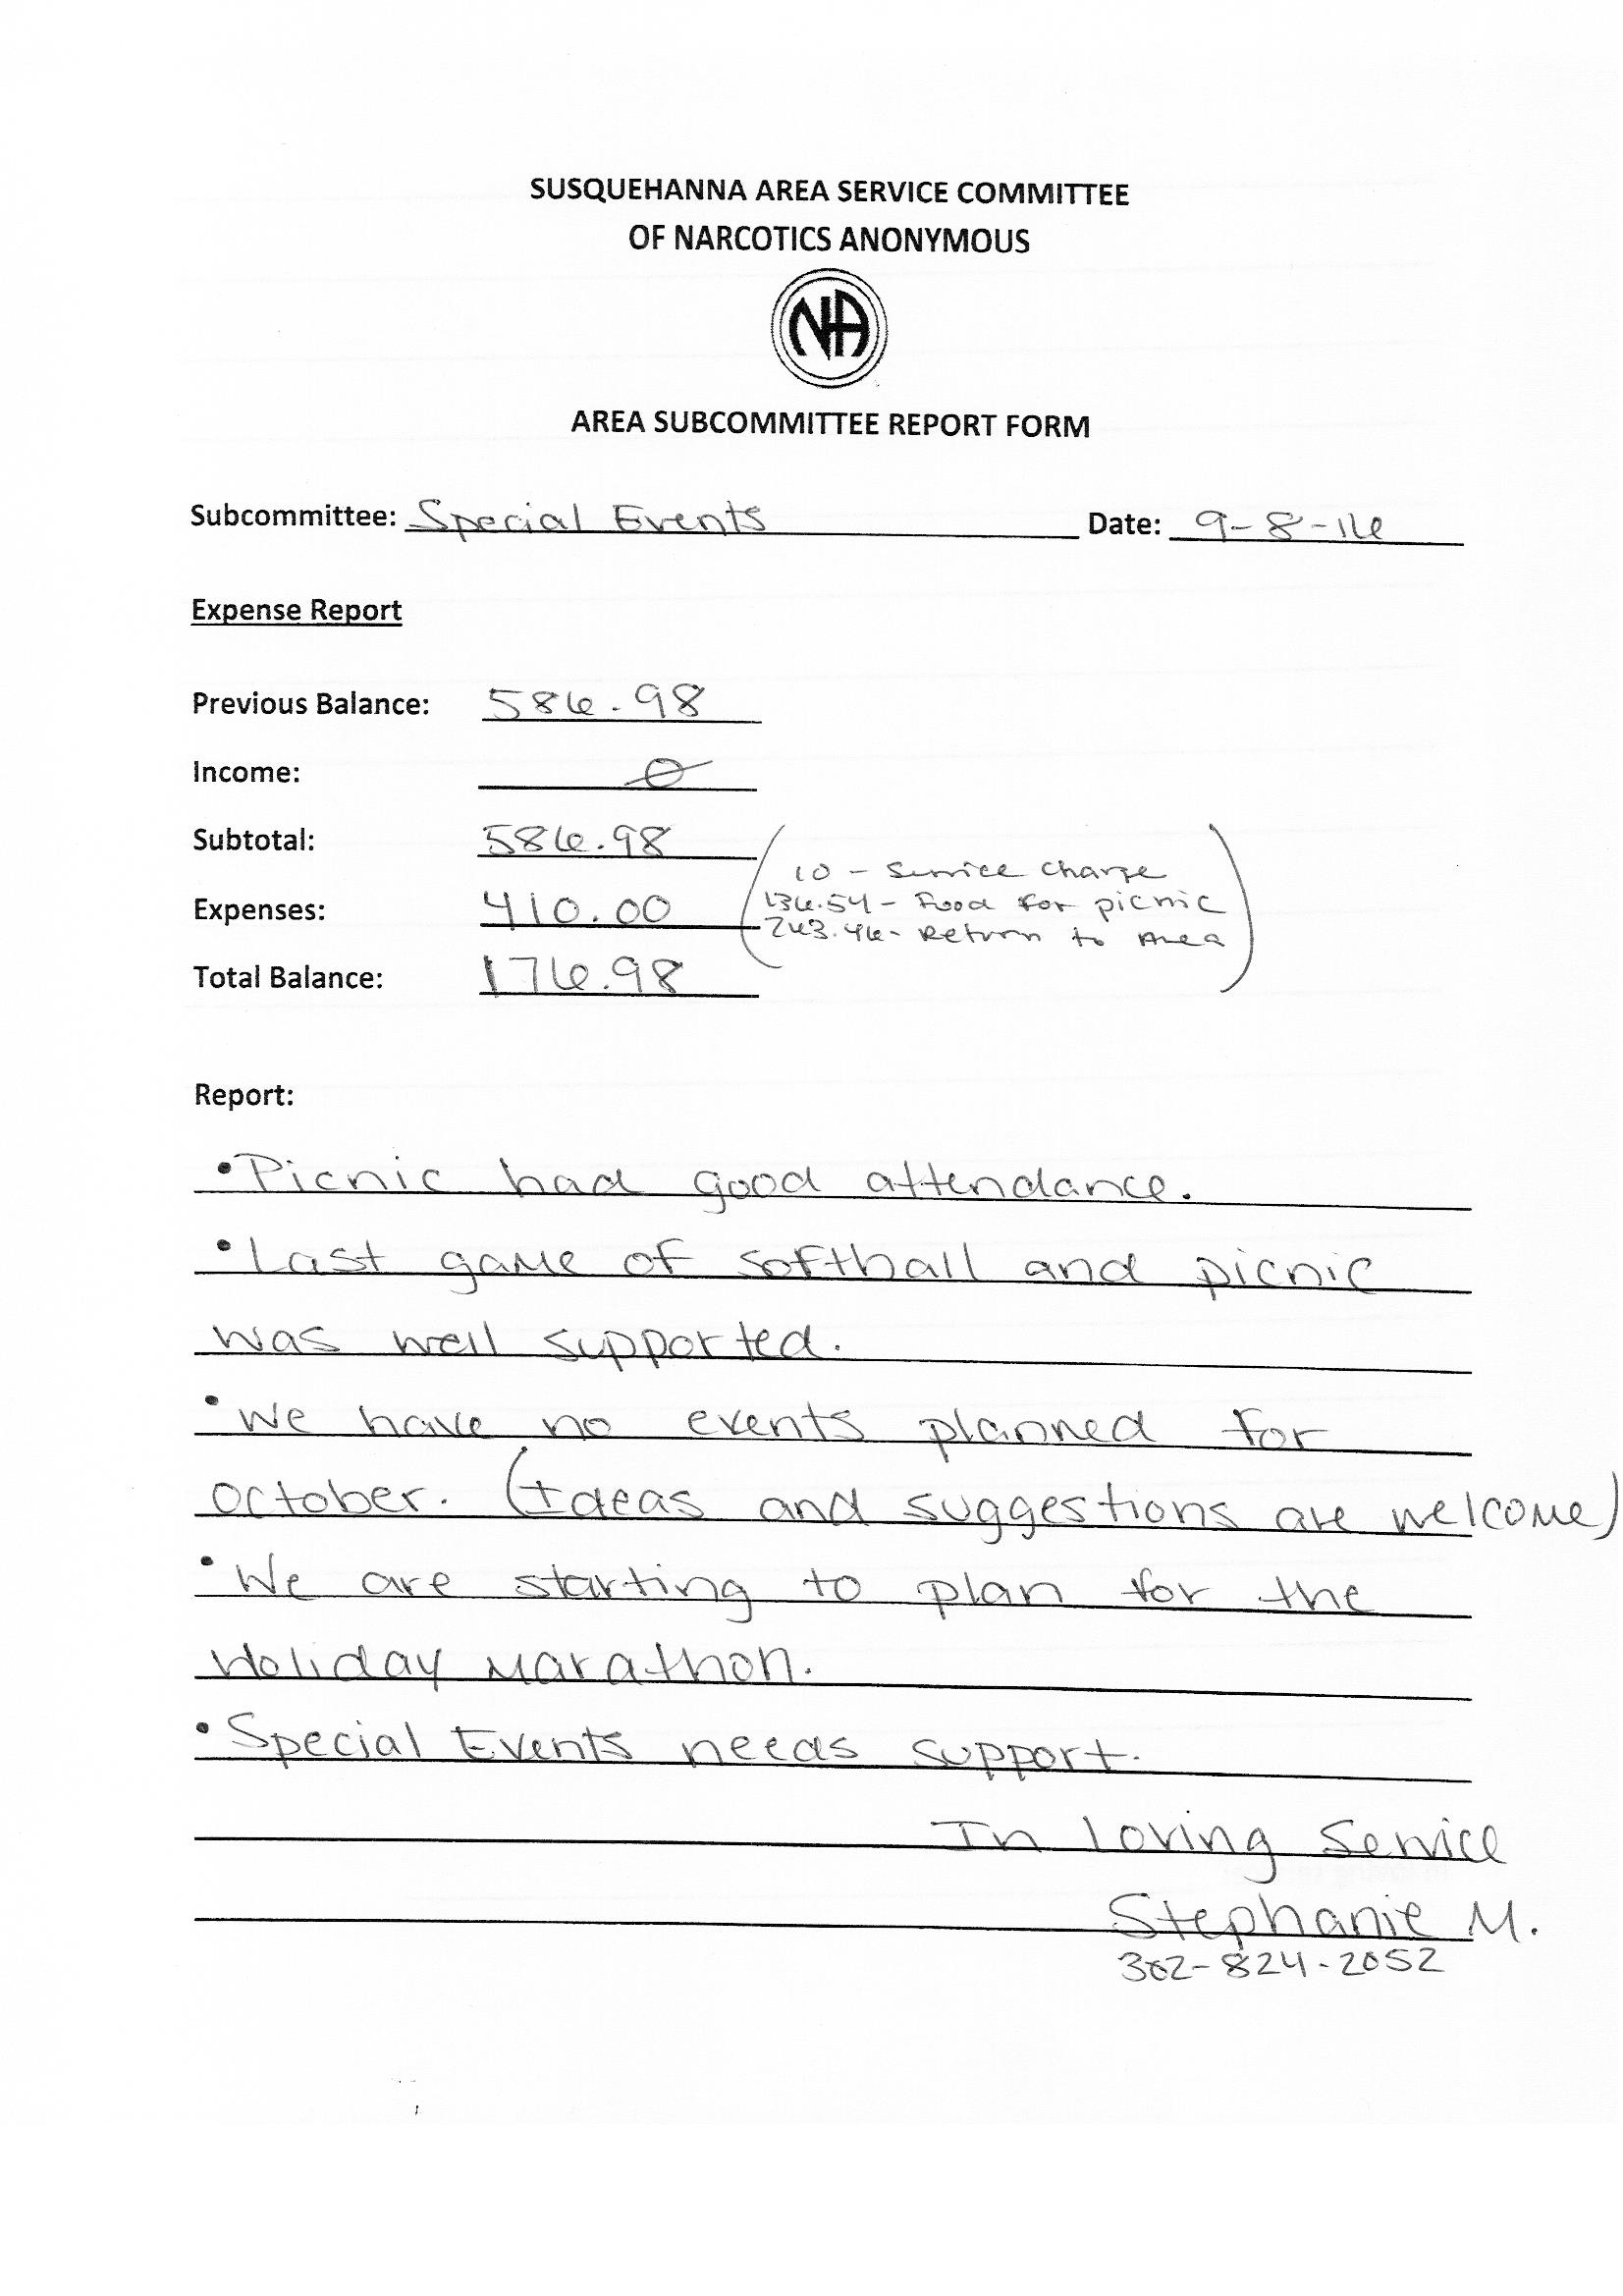 SUSQUEHANNA AREA SERVICE COMMITTEE
OF NARCOTICS ANONYMOUS
NA
AREA SUBCOMMITTEE REPORT FORM
Subcommittee: Special Events Date: 9-8-16
Expense Report
Previous Balance: 586.98
Income: 0
Subtotal: 586.98
Expenses: 410.00
(10 - Service Charge
136.54 - Food for picnic
263.46 - Return to Area)
Total Balance: 176.98
Report:
• Picnic had good attendance.
• Last game of softball and picnic
was well supported.
• We have no events planned for
october. (Ideas and suggestions are welcome)
• We are starting to plan for the
Holiday Marathon.
• Special Events needs support.
In loving Service
Stephanie M.
302-824-2052